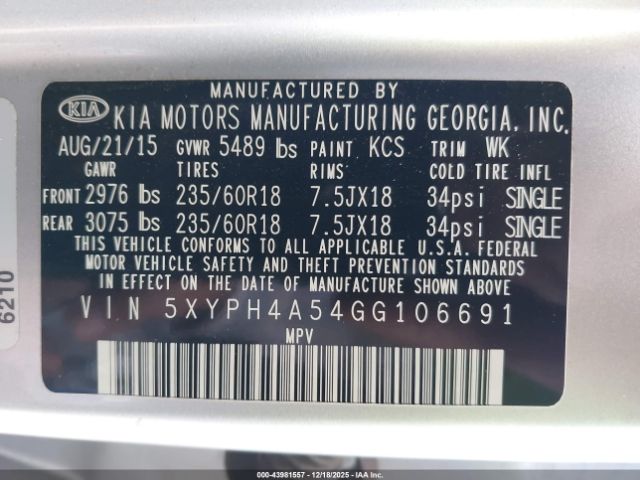 MANUFACTURED BY
KIA KIA MOTORS MANUFACTURING GEORGIA, INC.
AUG/21/15 GVWR 5489 lbs PAINT KCS TRIM WK
GAWR TIRES RIMS COLD TIRE INFL
FRONT 2976 lbs 235/60R18 7.5JX18 34psi SINGLE
REAR 3075 lbs 235/60R18 7.5JX18 34psi SINGLE
THIS VEHICLE CONFORMS TO ALL APPLICABLE U.S.A. FEDERAL
MOTOR VEHICLE SAFETY AND THEFT PREVENTION STANDARDS
IN EFFECT ON THE DATE OF MANUFACTURE SHOWN ABOVE.
VIN 5XYPH4A54GG106691
MPV
6210
000-43981557 • 12/18/2025 • IAA Inc.